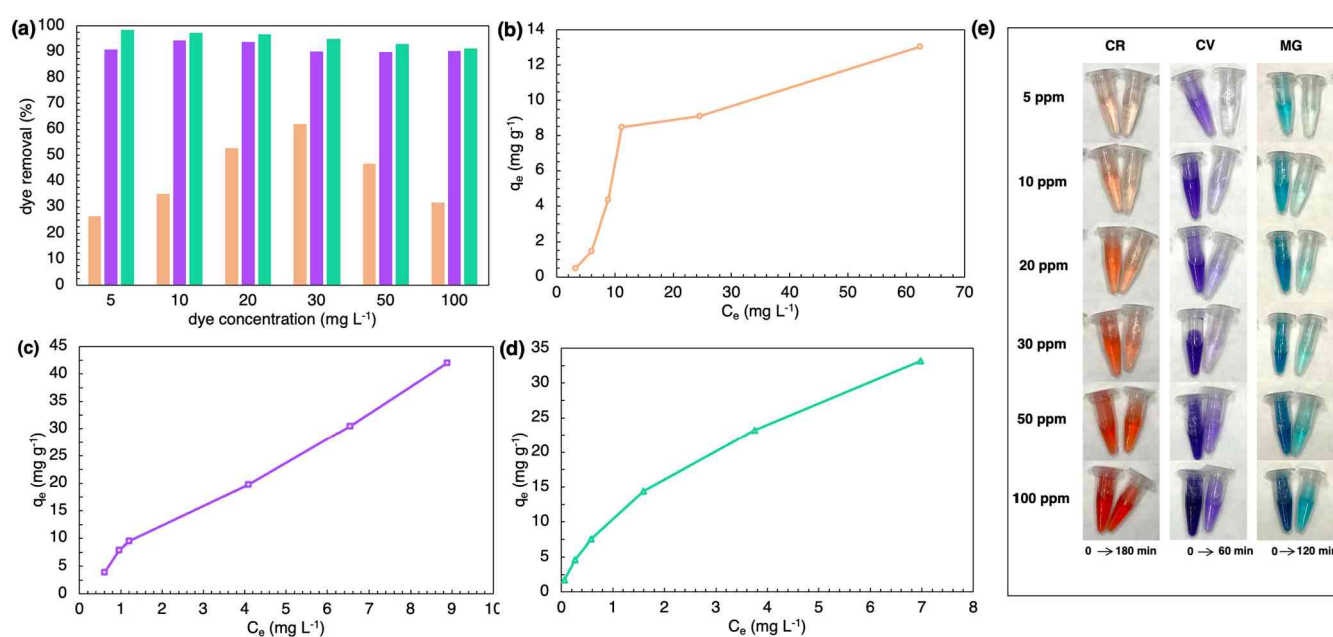 (a)
100
90
80
70
60
50
40
30
20
10
0
dye removal (%)
5 10 20 30 50 100
dye concentration (mg L-1)
(b)
14
12
10
8
6
4
2
0
qe (mg g-1)
0 10 20 30 40 50 60 70
Ce (mg L-1)
(c)
45
40
35
30
25
20
15
10
5
0
qe (mg g-1)
0 1 2 3 4 5 6 7 8 9 10
Ce (mg L-1)
(d)
35
30
25
20
15
10
5
0
qe (mg g-1)
0 1 2 3 4 5 6 7 8
Ce (mg L-1)
(e)
CR CV MG
5 ppm
10 ppm
20 ppm
30 ppm
50 ppm
100 ppm
0 → 180 min 0 → 60 min 0 → 120 min